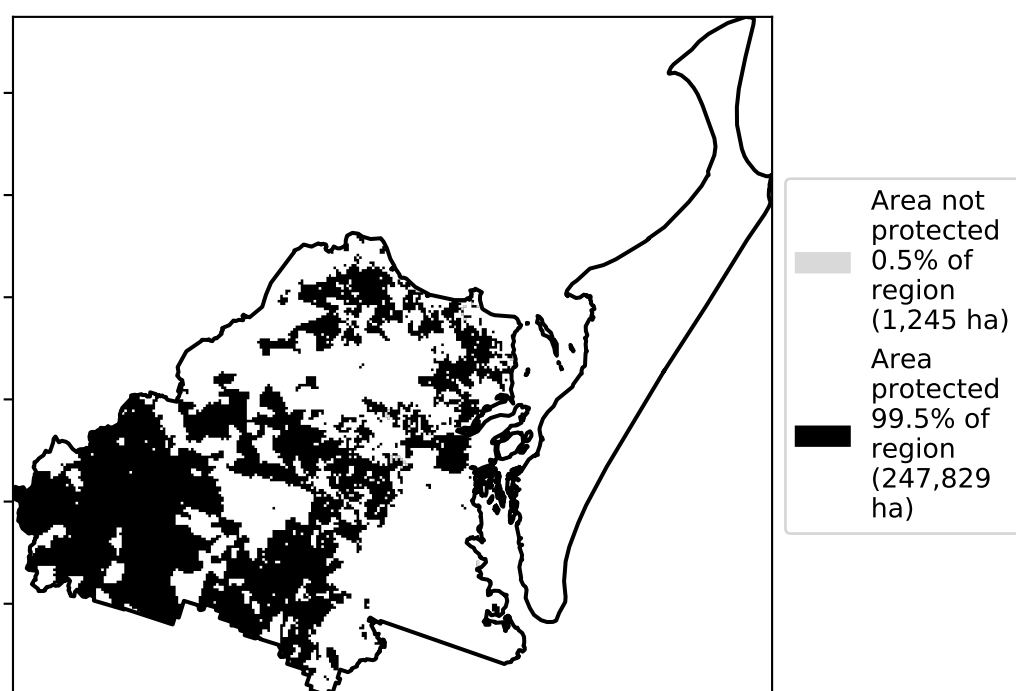 Area not
protected
0.5% of
region
(1,245 ha)
Area
protected
99.5% of
region
(247,829
ha)